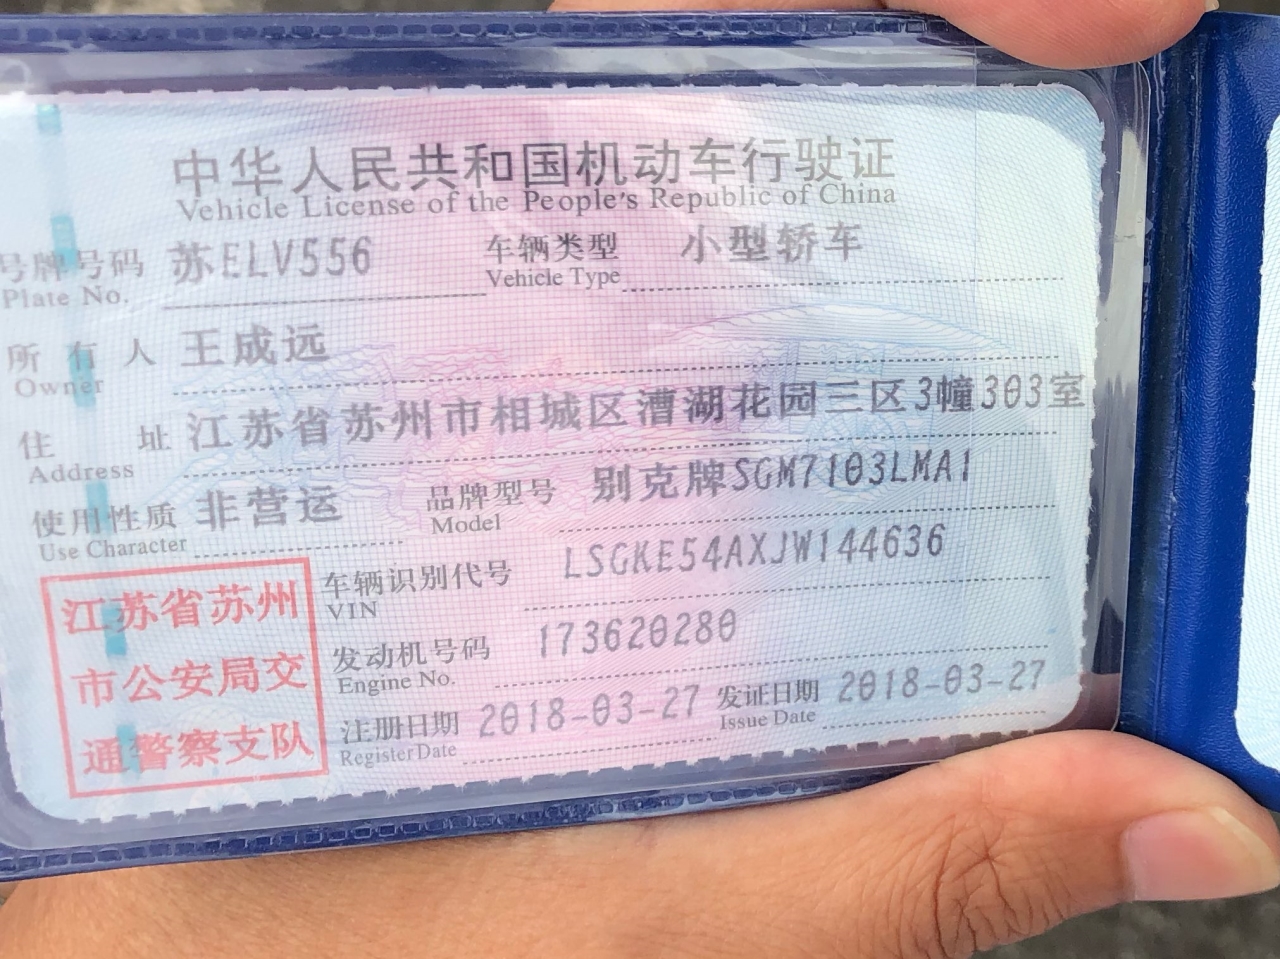 中华人民共和国机动车行驶证
Vehicle License of the People's Republic of China
号牌号码 苏ELV556 车辆类型 小型轿车
Plate No. Vehicle Type
所有人 王成远
Owner
住址 江苏省苏州市相城区漕湖花园三区3幢303室
Address
使用性质 非营运 品牌型号 别克牌SGM7103LMA1
Use Character Model
车辆识别代号 LSGKE54AXJW144636
VIN
发动机号码 173620280
Engine No.
注册日期 2018-03-27 发证日期 2018-03-27
Register Date Issue Date
江苏省苏州
市公安局交
通警察支队